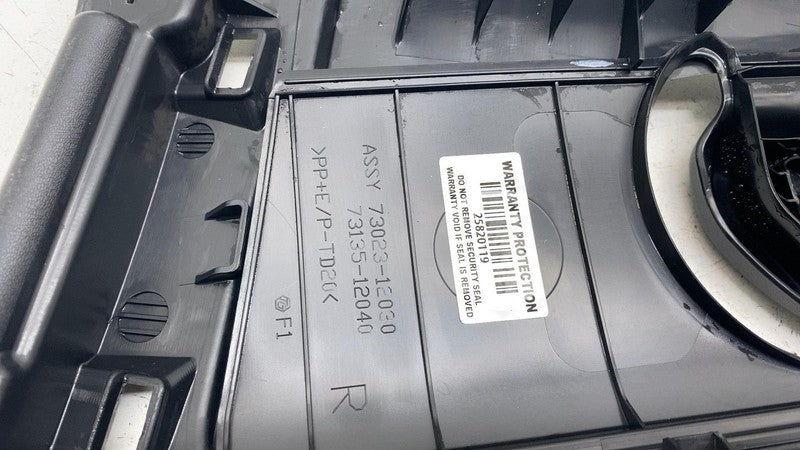 ASSY 73023-12030
73135-12040
>PP+E/P-TD20<
F1
R
WARRANTY PROTECTION
25820119
DO NOT REMOVE SECURITY SEAL
WARRANTY VOID IF SEAL IS REMOVED